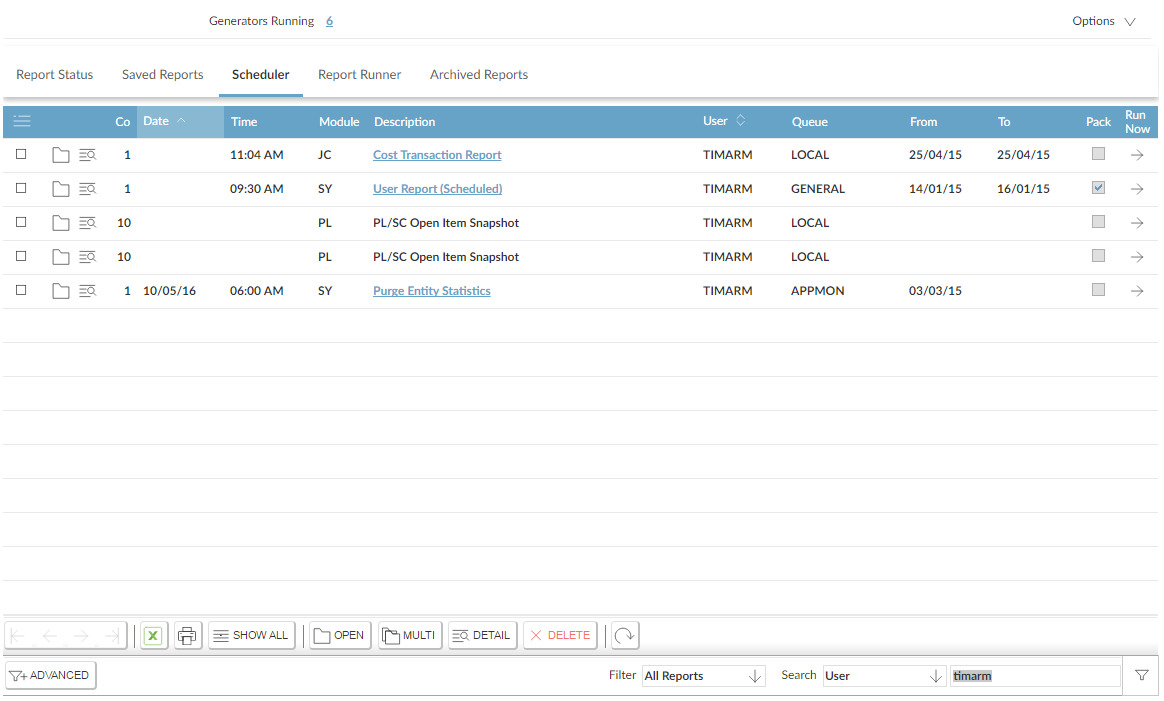 Generators Running 6 Options
Report Status Saved Reports Scheduler Report Runner Archived Reports
Co Date Time Module Description User Queue From To Pack Run Now
1 11:04 AM JC Cost Transaction Report TIMARM LOCAL 25/04/15 25/04/15
1 09:30 AM SY User Report (Scheduled) TIMARM GENERAL 14/01/15 16/01/15
10 PL PL/SC Open Item Snapshot TIMARM LOCAL
10 PL PL/SC Open Item Snapshot TIMARM LOCAL
1 10/05/16 06:00 AM SY Purge Entity Statistics TIMARM APPMON 03/03/15
SHOW ALL OPEN MULTI DETAIL DELETE
ADVANCED Filter All Reports Search User timarm